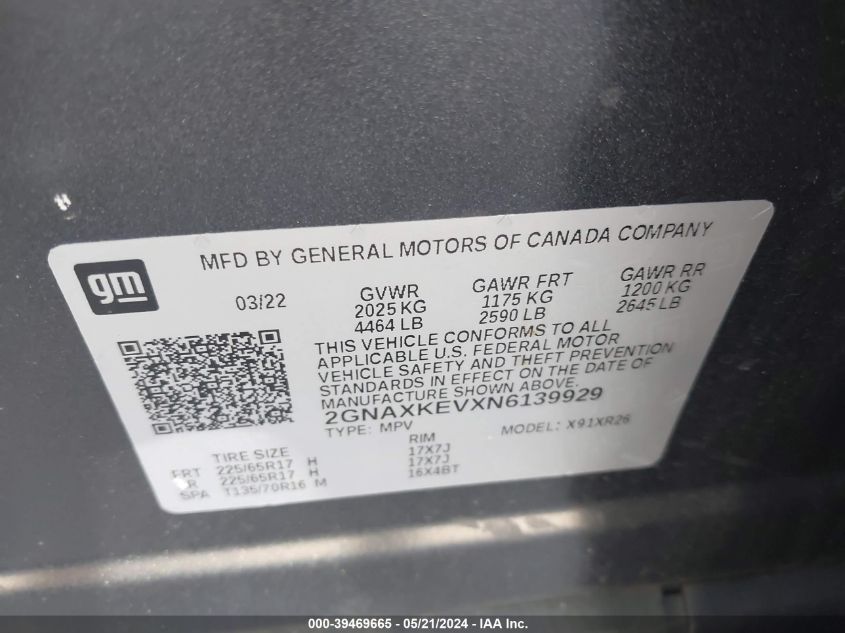 gm
MFD BY GENERAL MOTORS OF CANADA COMPANY
03/22 GVWR GAWR FRT GAWR RR
2025 KG 1175 KG 1200 KG
4464 LB 2590 LB 2645 LB
THIS VEHICLE CONFORMS TO ALL
APPLICABLE U.S. FEDERAL MOTOR
VEHICLE SAFETY AND THEFT PREVENTION
STANDARDS IN EFFECT ON THE DATE OF
MANUFACTURE SHOWN ABOVE.
2GNAXKEVXN6139929
TYPE: MPV MODEL: X91XR26
TIRE SIZE RIM
FRT 225/65R17 H 17X7J
RR 225/65R17 H 17X7J
SPA T135/70R16 M 16X4BT
000-39469665 / 05/21/2024 / IAA Inc.